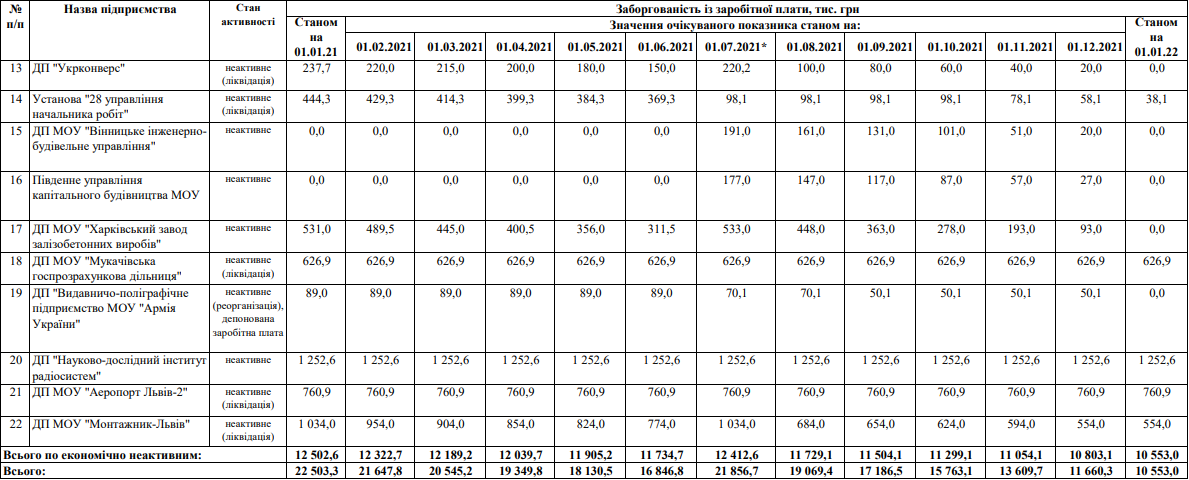 № п/п Назва підприємства Стан активності Заборгованість із заробітної плати, тис. грн
Станом на 01.01.21 Значення очікуваного показника станом на: Станом на 01.01.22
01.02.2021 01.03.2021 01.04.2021 01.05.2021 01.06.2021 01.07.2021* 01.08.2021 01.09.2021 01.10.2021 01.11.2021 01.12.2021
13 ДП "Укрконверс" неактивне 237,7 220,0 215,0 200,0 180,0 150,0 220,2 100,0 80,0 60,0 40,0 20,0 0,0
(ліквідація)
14 Установа "28 управління неактивне 444,3 429,3 414,3 399,3 384,3 369,3 98,1 98,1 98,1 98,1 78,1 58,1 38,1
начальника робіт" (ліквідація)
15 ДП МОУ "Вінницьке інженерно- неактивне 0,0 0,0 0,0 0,0 0,0 0,0 191,0 161,0 131,0 101,0 51,0 20,0 0,0
будівельне управління"
16 Південне управління неактивне 0,0 0,0 0,0 0,0 0,0 0,0 177,0 147,0 117,0 87,0 57,0 27,0 0,0
капітального будівництва МОУ
17 ДП МОУ "Харківський завод неактивне 531,0 489,5 445,0 400,5 356,0 311,5 533,0 448,0 363,0 278,0 193,0 93,0 0,0
залізобетонних виробів"
18 ДП МОУ "Мукачівська неактивне 626,9 626,9 626,9 626,9 626,9 626,9 626,9 626,9 626,9 626,9 626,9 626,9 626,9
госпрозрахункова дільниця" (ліквідація)
19 ДП "Видавничо-поліграфічне неактивне 89,0 89,0 89,0 89,0 89,0 89,0 70,1 70,1 50,1 50,1 50,1 50,1 0,0
підприємство МОУ "Армія (реорганізація),
України" депонована
заробітна плата
20 ДП "Науково-дослідний інститут неактивне 1 252,6 1 252,6 1 252,6 1 252,6 1 252,6 1 252,6 1 252,6 1 252,6 1 252,6 1 252,6 1 252,6 1 252,6 1 252,6
радіосистем"
21 ДП МОУ "Аеропорт Львів-2" неактивне 760,9 760,9 760,9 760,9 760,9 760,9 760,9 760,9 760,9 760,9 760,9 760,9 760,9
(ліквідація)
22 ДП МОУ "Монтажник-Львів" неактивне 1 034,0 954,0 904,0 854,0 824,0 774,0 1 034,0 684,0 654,0 624,0 594,0 554,0 554,0
(ліквідація)
Всього по економічно неактивним: 12 502,6 12 322,7 12 189,2 12 039,7 11 905,2 11 734,7 12 412,6 11 729,1 11 504,1 11 299,1 11 054,1 10 803,1 10 553,0
Всього: 22 503,3 21 647,8 20 545,2 19 349,8 18 130,5 16 846,8 21 856,7 19 069,4 17 186,5 15 763,1 13 609,7 11 660,3 10 553,0